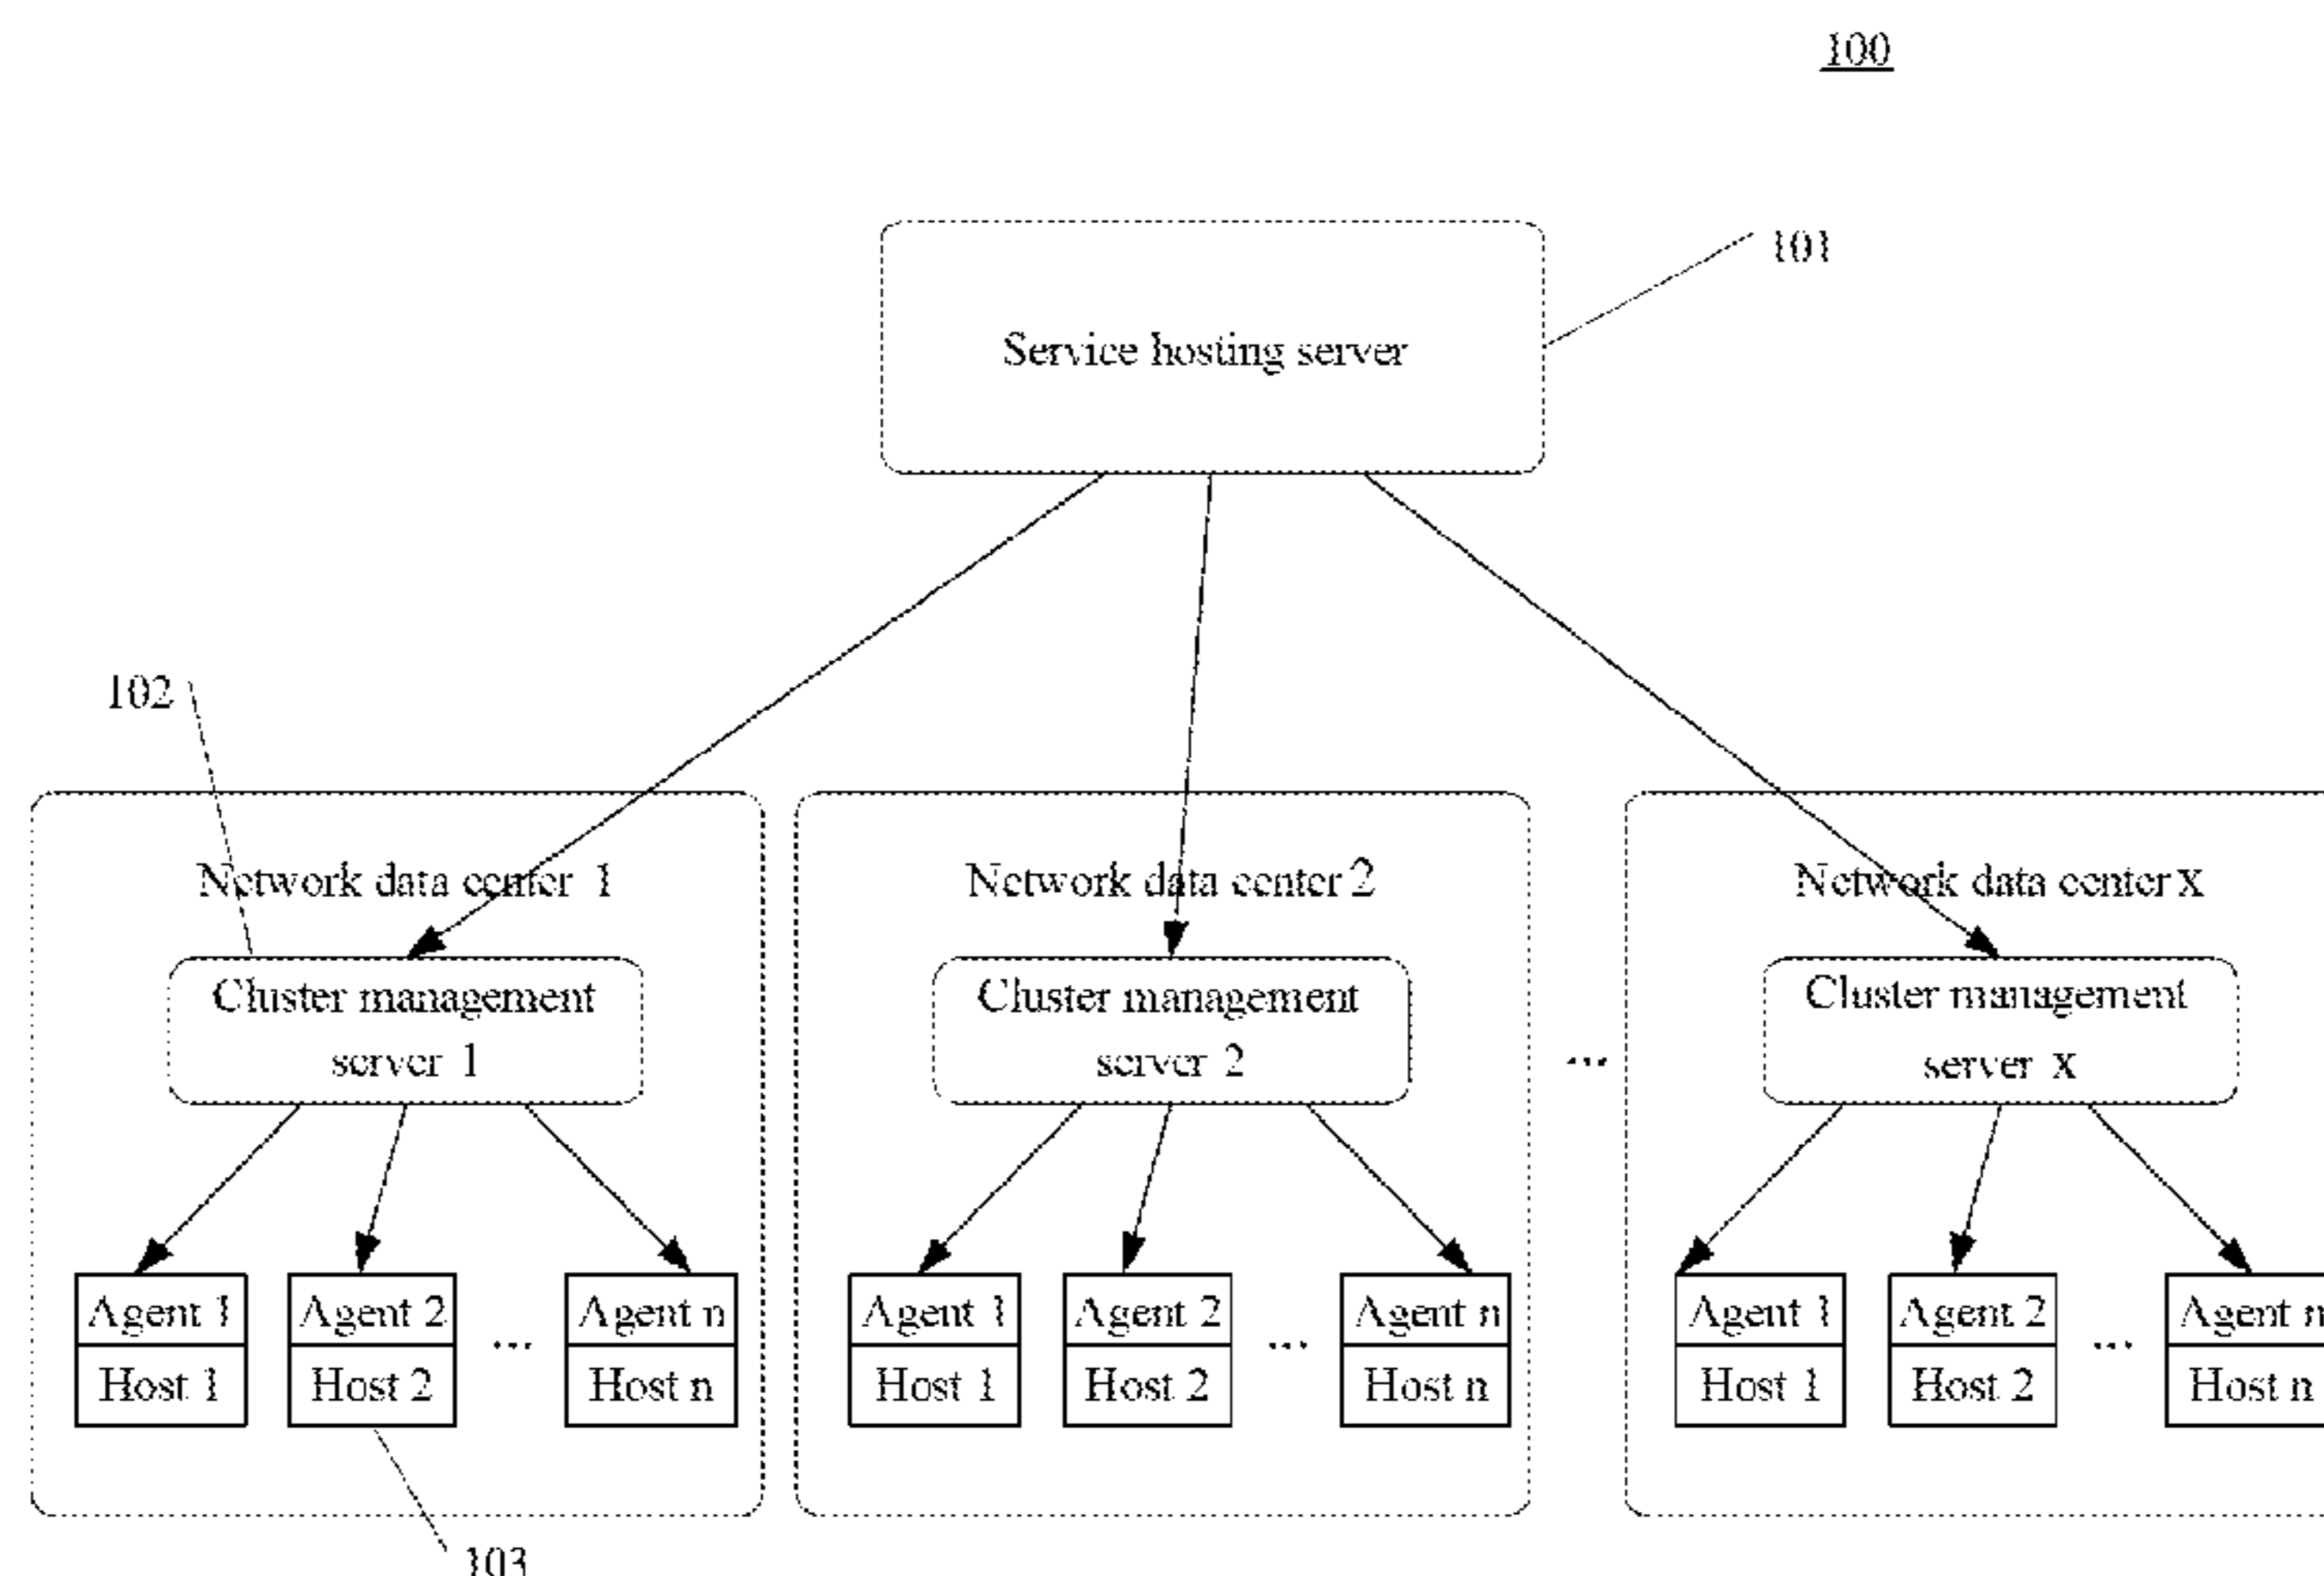 100
101
Service hosting server
102
Network data center 1
Network data center 2
Network data center x
Cluster management
server 1
Cluster management
server 2
...
Cluster management
server x
Agent 1
Host 1
Agent 2
Host 2
...
Agent n
Host n
Agent 1
Host 1
Agent 2
Host 2
...
Agent n
Host n
Agent 1
Host 1
Agent 2
Host 2
...
Agent n
Host n
103